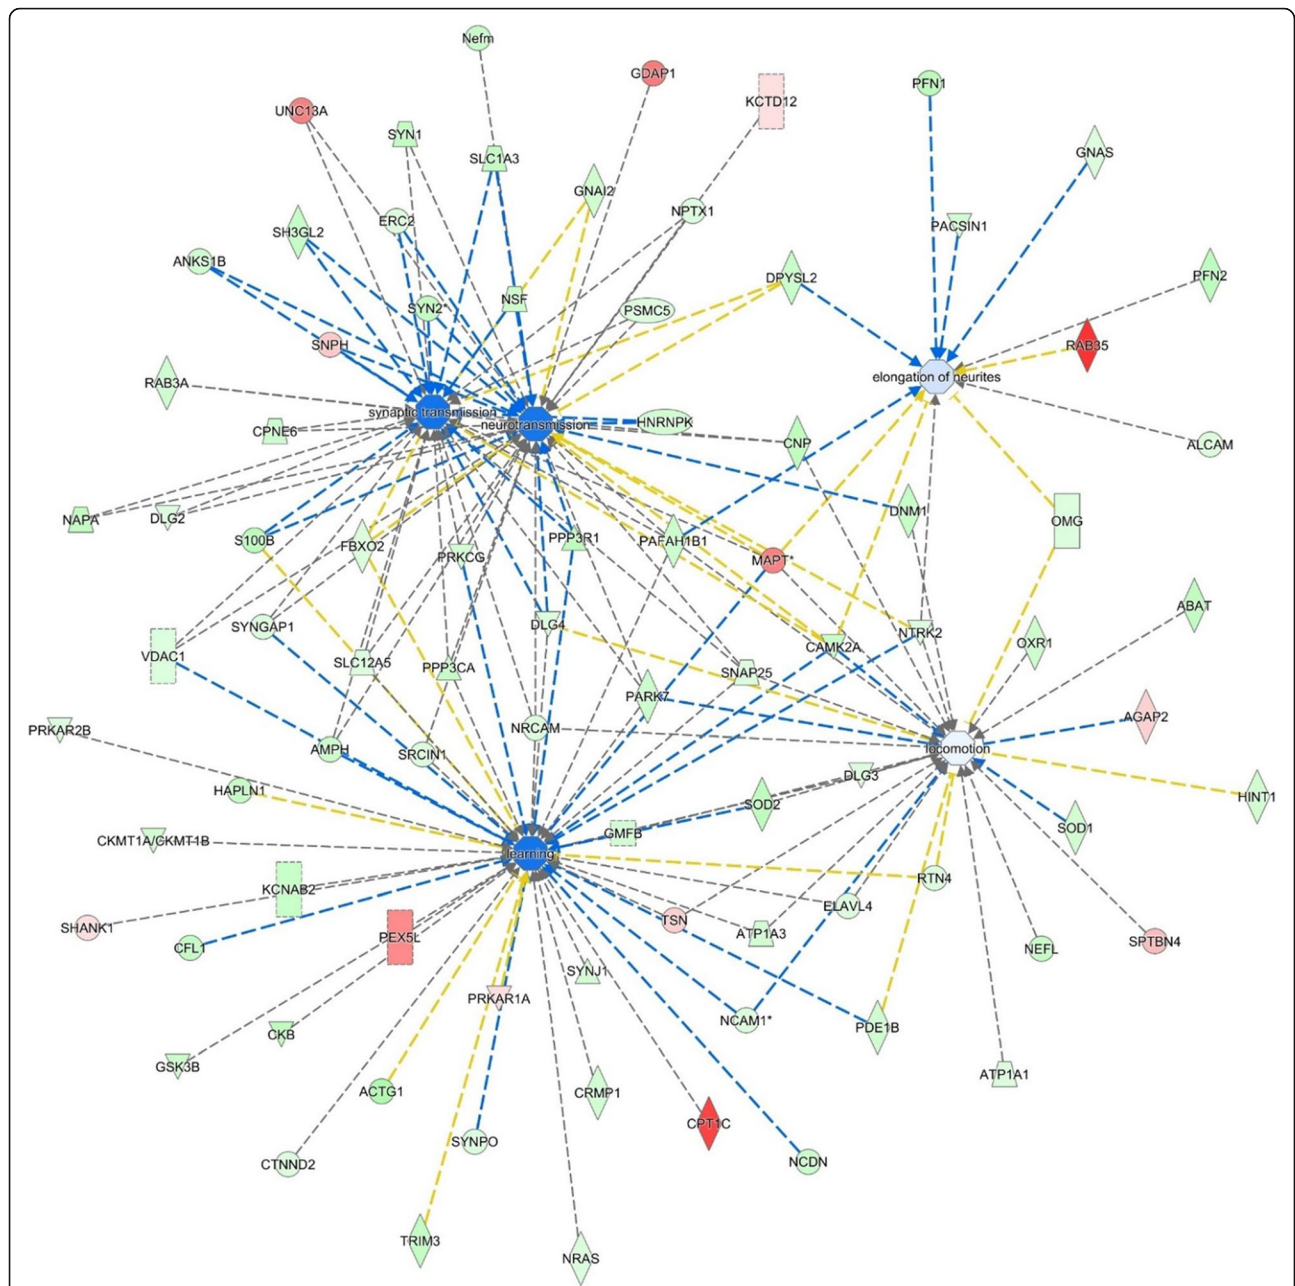 Nefm
GDAP1
PFN1
KCTD12
UNC13A
SYN1
SLC1A3
GNAS
GNAI2
NPTX1
ERC2
PACSIN1
SH3GL2
ANKS1B
DPYSL2
PFN2
NSF
SYN2*
PSMC5
SNPH
RAB35
elongation of neurites
RAB3A
synaptic transmission
neurotransmission
HNRNPK
CPNE6
CNP
ALCAM
NAPA
DLG2
DNM1
OMG
S100B
FBXO2
PRKCG
PPP3R1
PAFAH1B1
MAPT*
ABAT
SYNGAP1
DLG4
NTRK2
CAMK2A
OXR1
VDAC1
SLC12A5
PPP3CA
SNAP25
PARK7
AGAP2
PRKAR2B
NRCAM
AMPH
SRCIN1
locomotion
DLG3
HAPLN1
SOD2
HINT1
GMFB
SOD1
CKMT1A/CKMT1B
learning
KCNAB2
RTN4
ELAVL4
SHANK1
TSN
PEX5L
ATP1A3
CFL1
NEFL
SPTBN4
SYNJ1
PRKAR1A
NCAM1*
PDE1B
CKB
GSK3B
ATP1A1
ACTG1
CRMP1
CPT1C
SYNPO
CTNND2
NCDN
TRIM3
NRAS